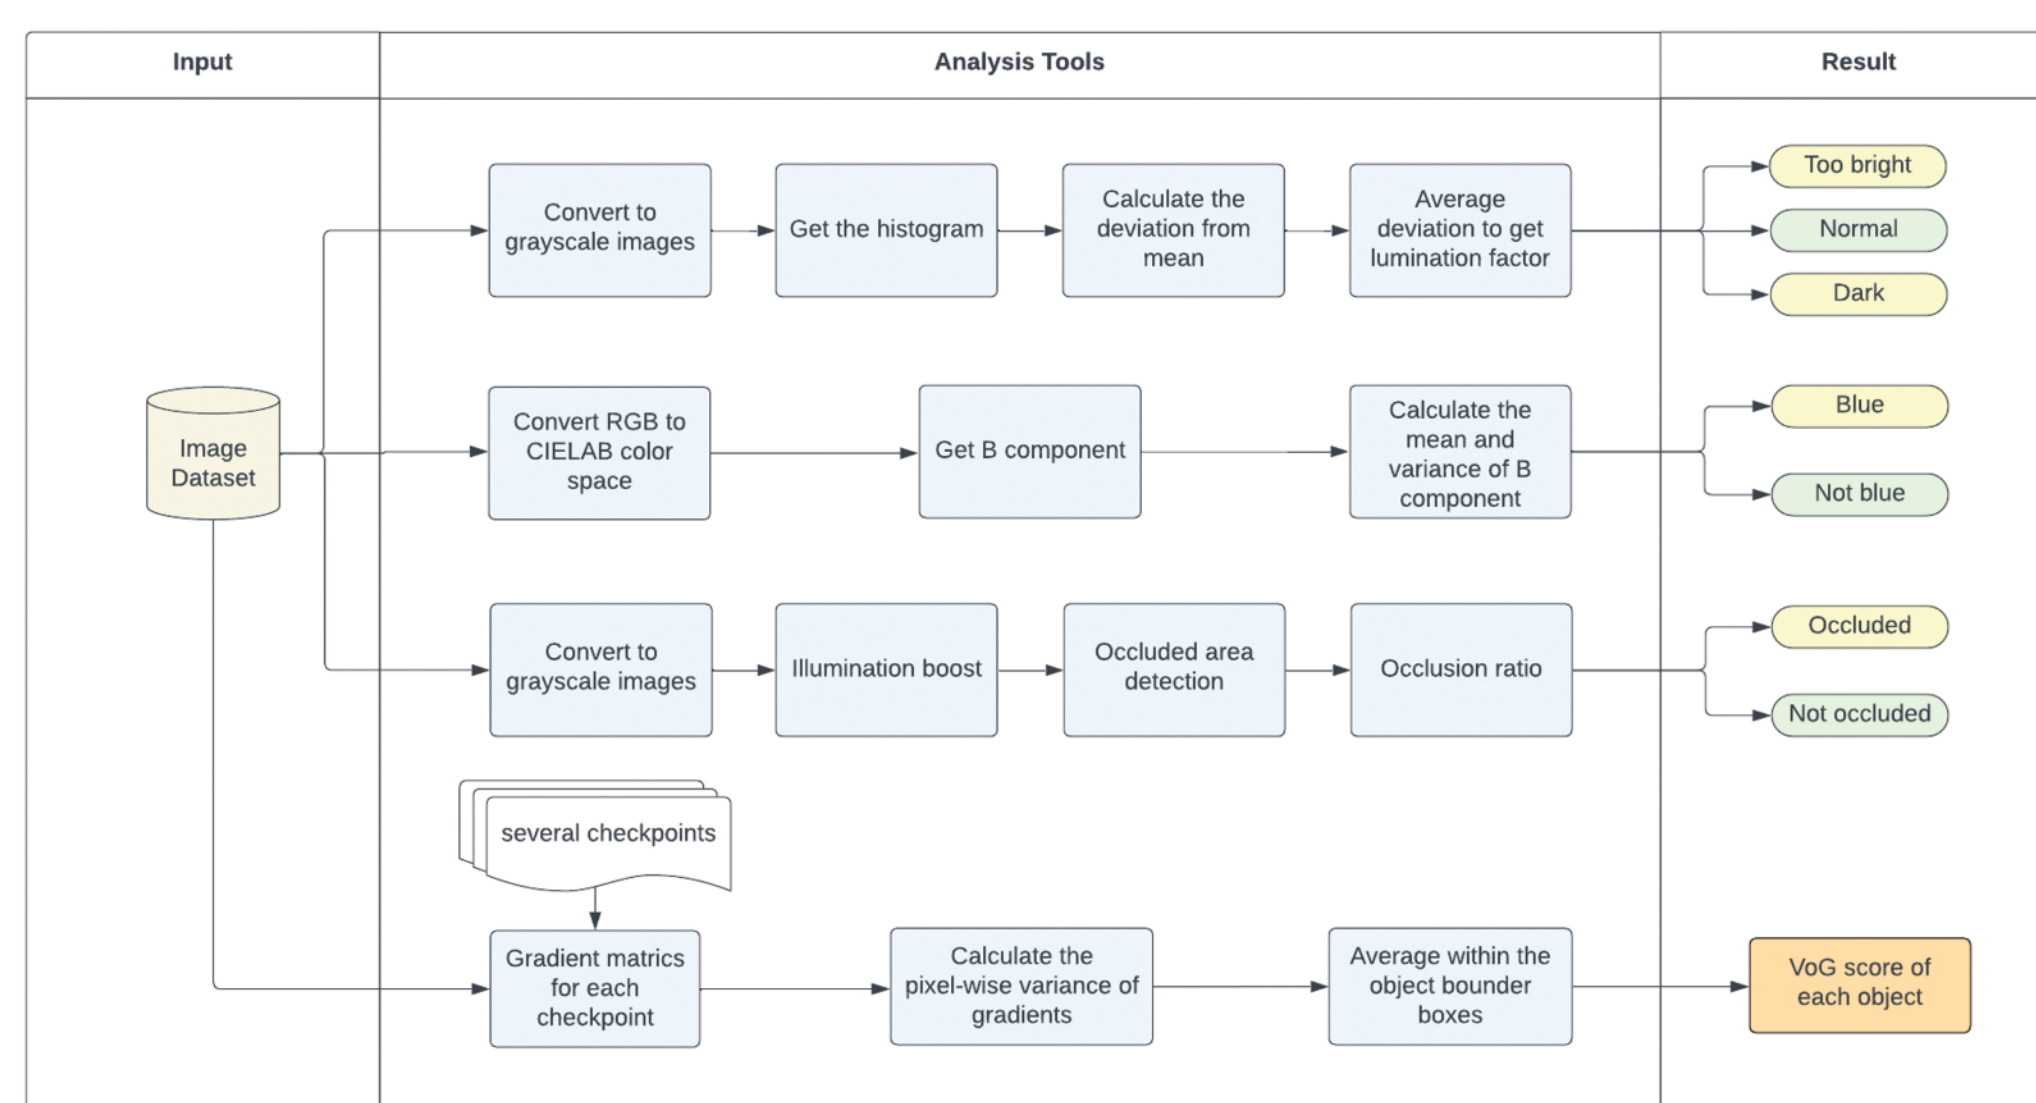 Input
Analysis Tools
Result
Convert to
grayscale images
Get the histogram
Calculate the
deviation from
mean
Average
deviation to get
lumination factor
Too bright
Normal
Dark
Image
Dataset
Convert RGB to
CIELAB color
space
Get B component
Calculate the
mean and
variance of B
component
Blue
Not blue
Convert to
grayscale images
Illumination boost
Occluded area
detection
Occlusion ratio
Occluded
Not occluded
several checkpoints
Gradient matrics
for each
checkpoint
Calculate the
pixel-wise variance of
gradients
Average within the
object bounder
boxes
VoG score of
each object